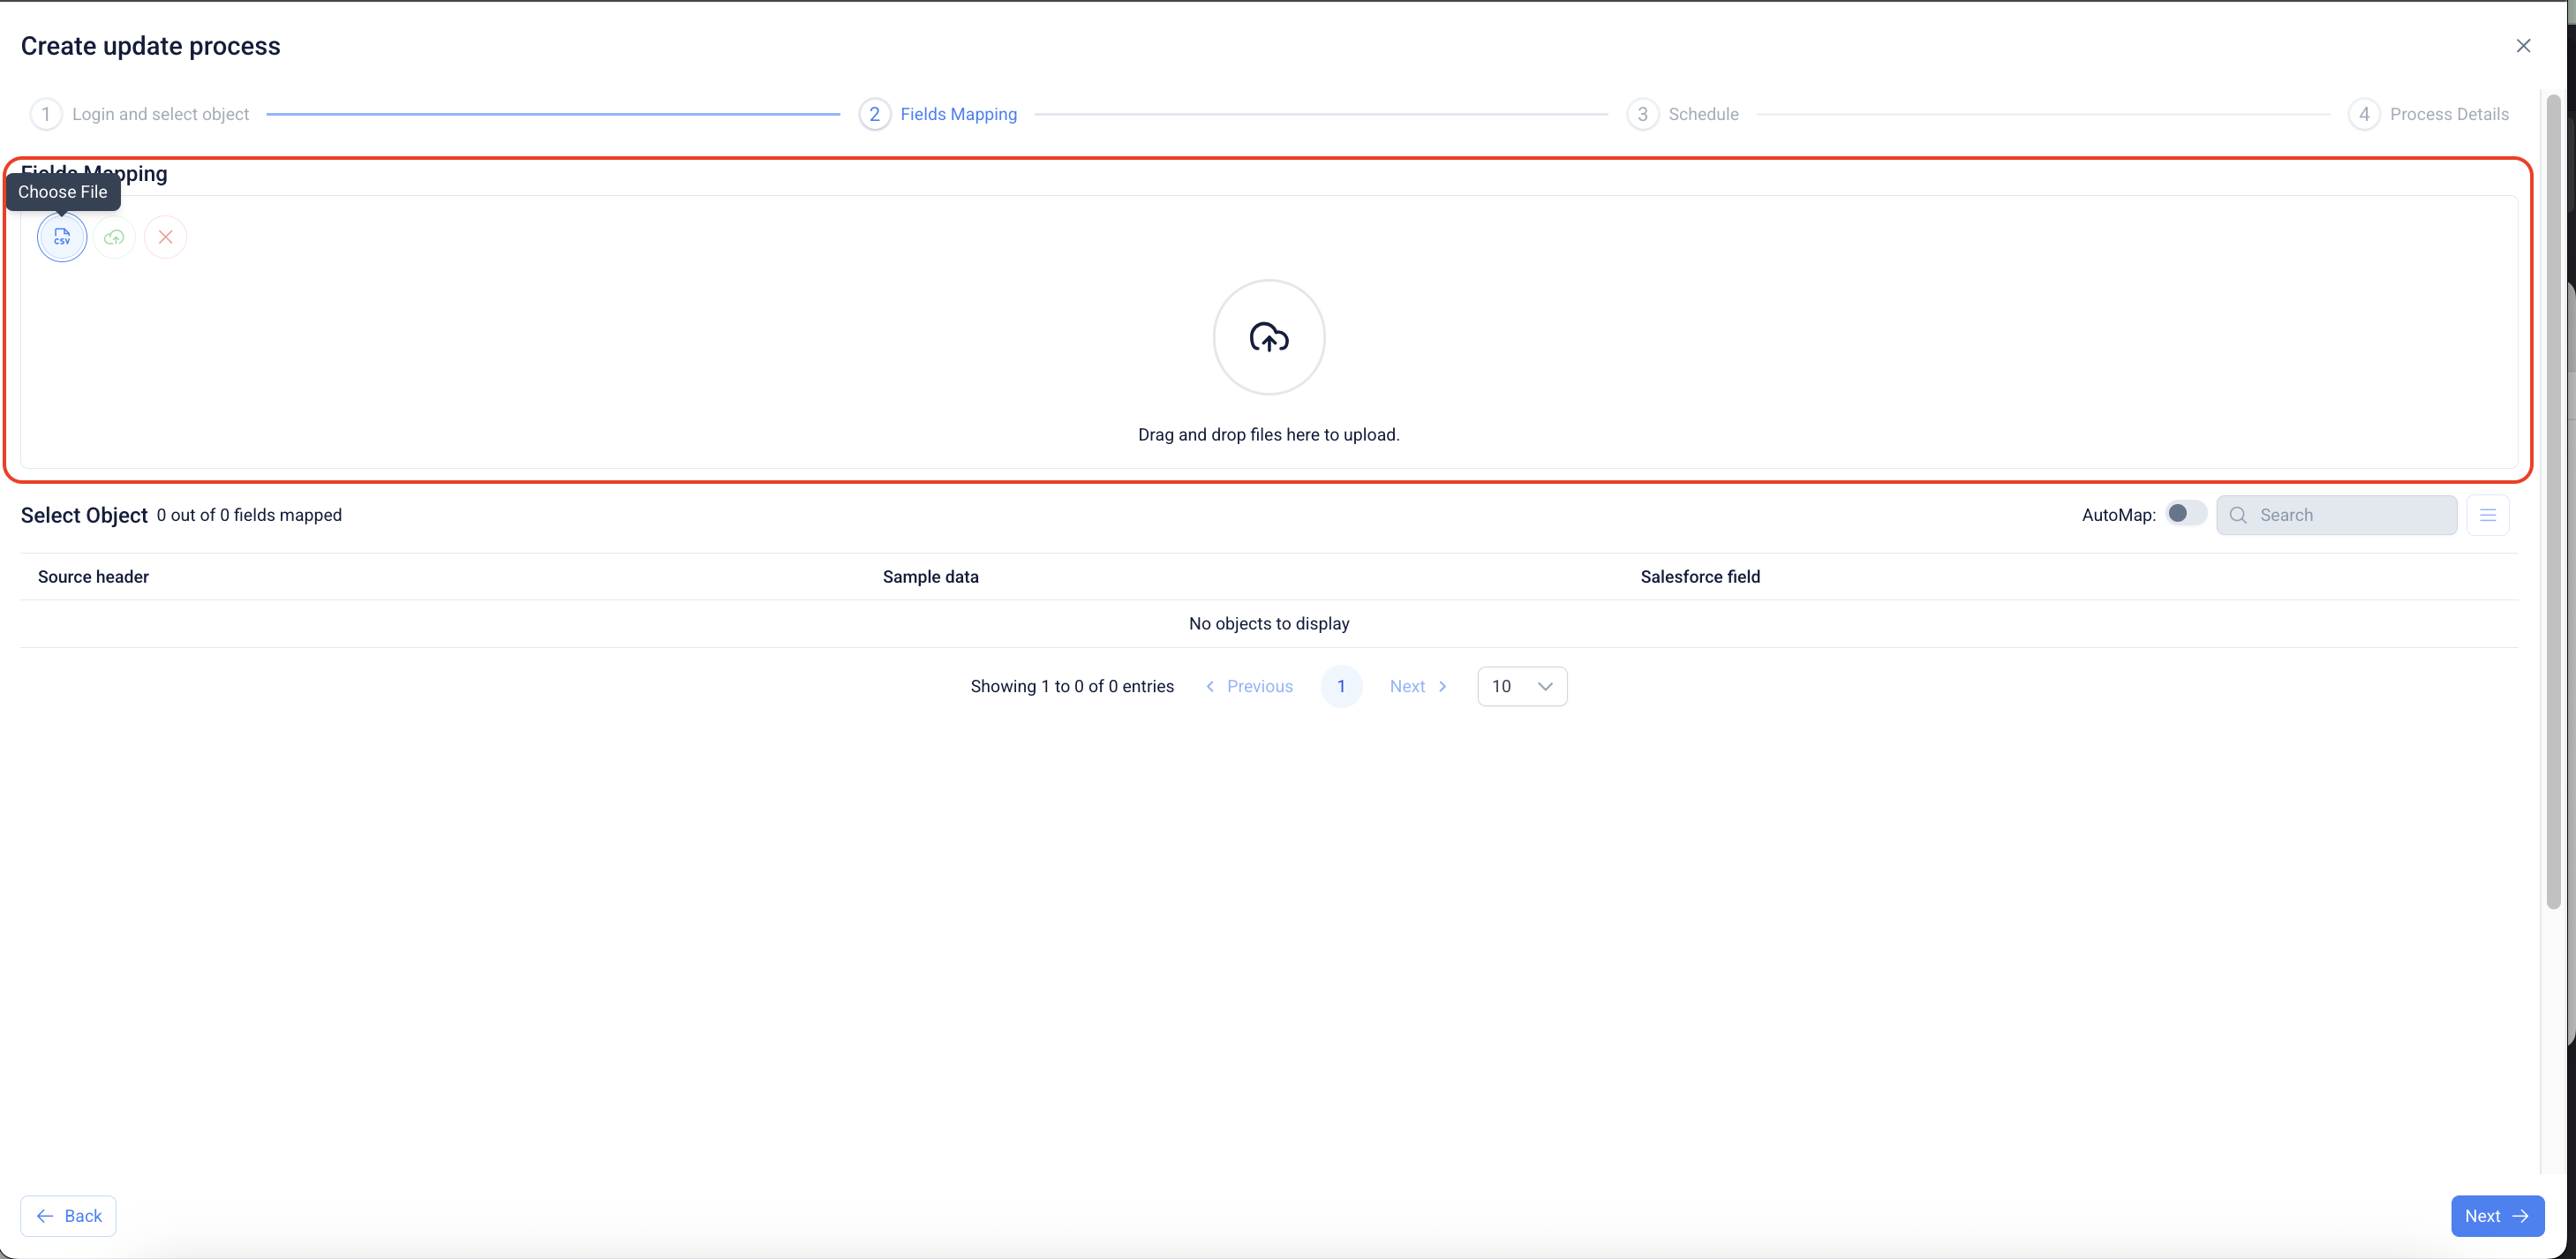 Create update process
1 Login and select object 2 Fields Mapping 3 Schedule 4 Process Details
Fields Mapping
Choose File
CSV
Drag and drop files here to upload.
Select Object 0 out of 0 fields mapped AutoMap: Search
Source header Sample data Salesforce field
No objects to display
Showing 1 to 0 of 0 entries Previous 1 Next 10
Back Next